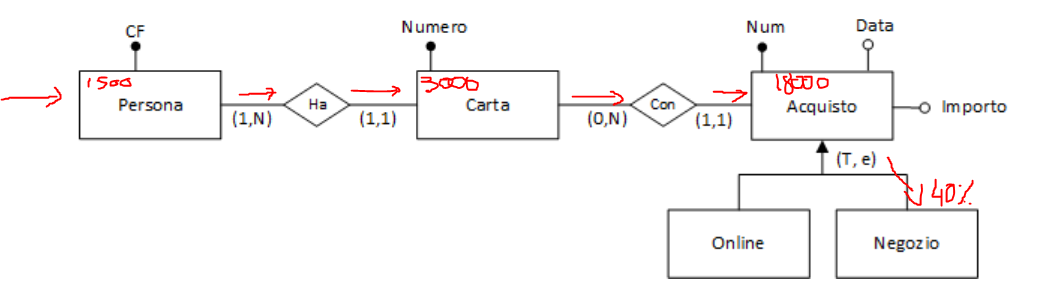 CF
Numero
Num
Data
1500
3000
18000
Persona
Ha
Carta
Con
Acquisto
Importo
(1,N)
(1,1)
(0,N)
(1,1)
(T, e)
40%
Online
Negozio